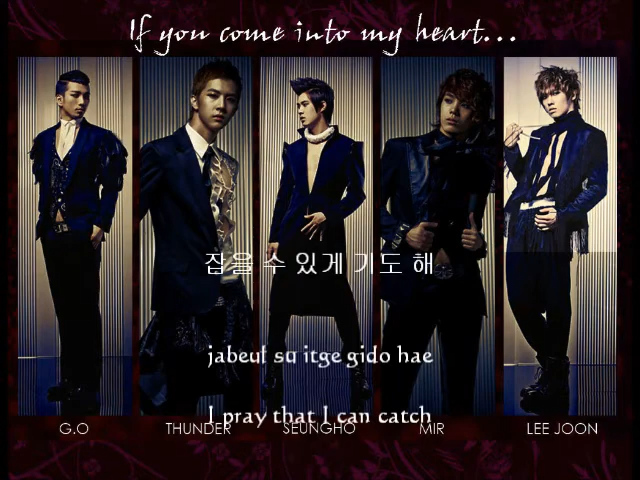 If you come into my heart...
잡을 수 있게 기도 해
jabeul su itge gido hae
I pray that I can catch
G.O THUNDER SEUNGHO MIR LEE JOON